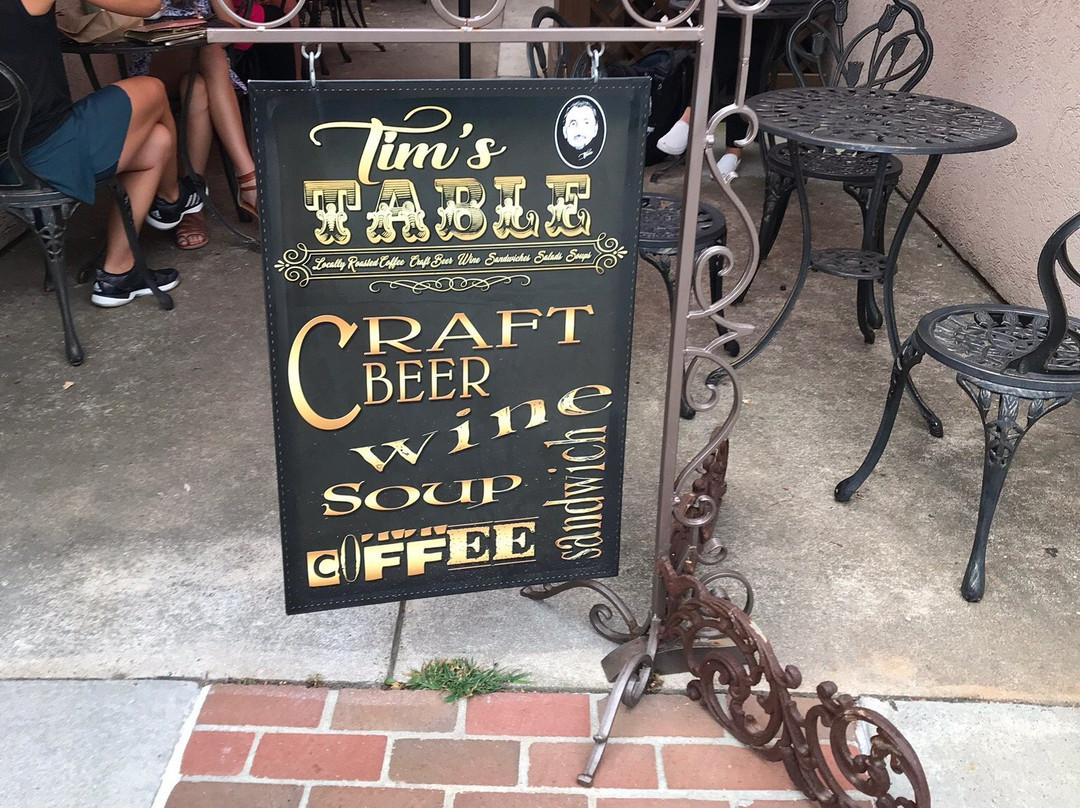 Tim's
TABLE
Locally Roasted Coffee Craft Beer Wine Sandwiches Salads Soups
CRAFT
BEER
wine
SOUP
sandwich
COFFEE